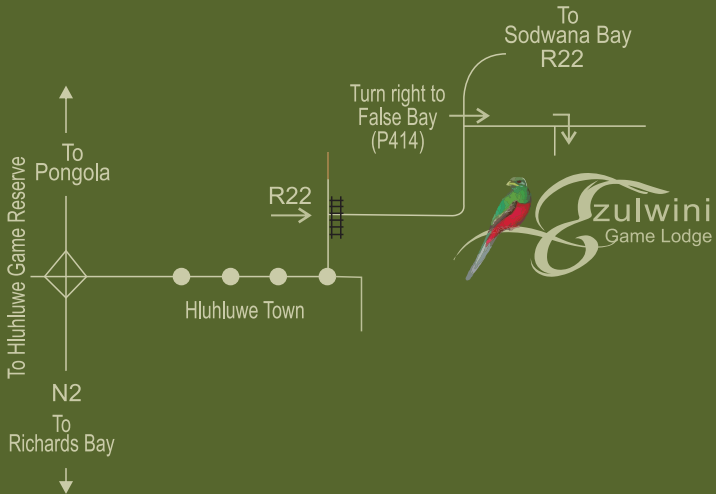 To
Sodwana Bay
R22
Turn right to
False Bay
(P414)
To
Pongola
To Hluhluwe Game Reserve
R22
Ezulwini
Game Lodge
Hluhluwe Town
N2
To
Richards Bay